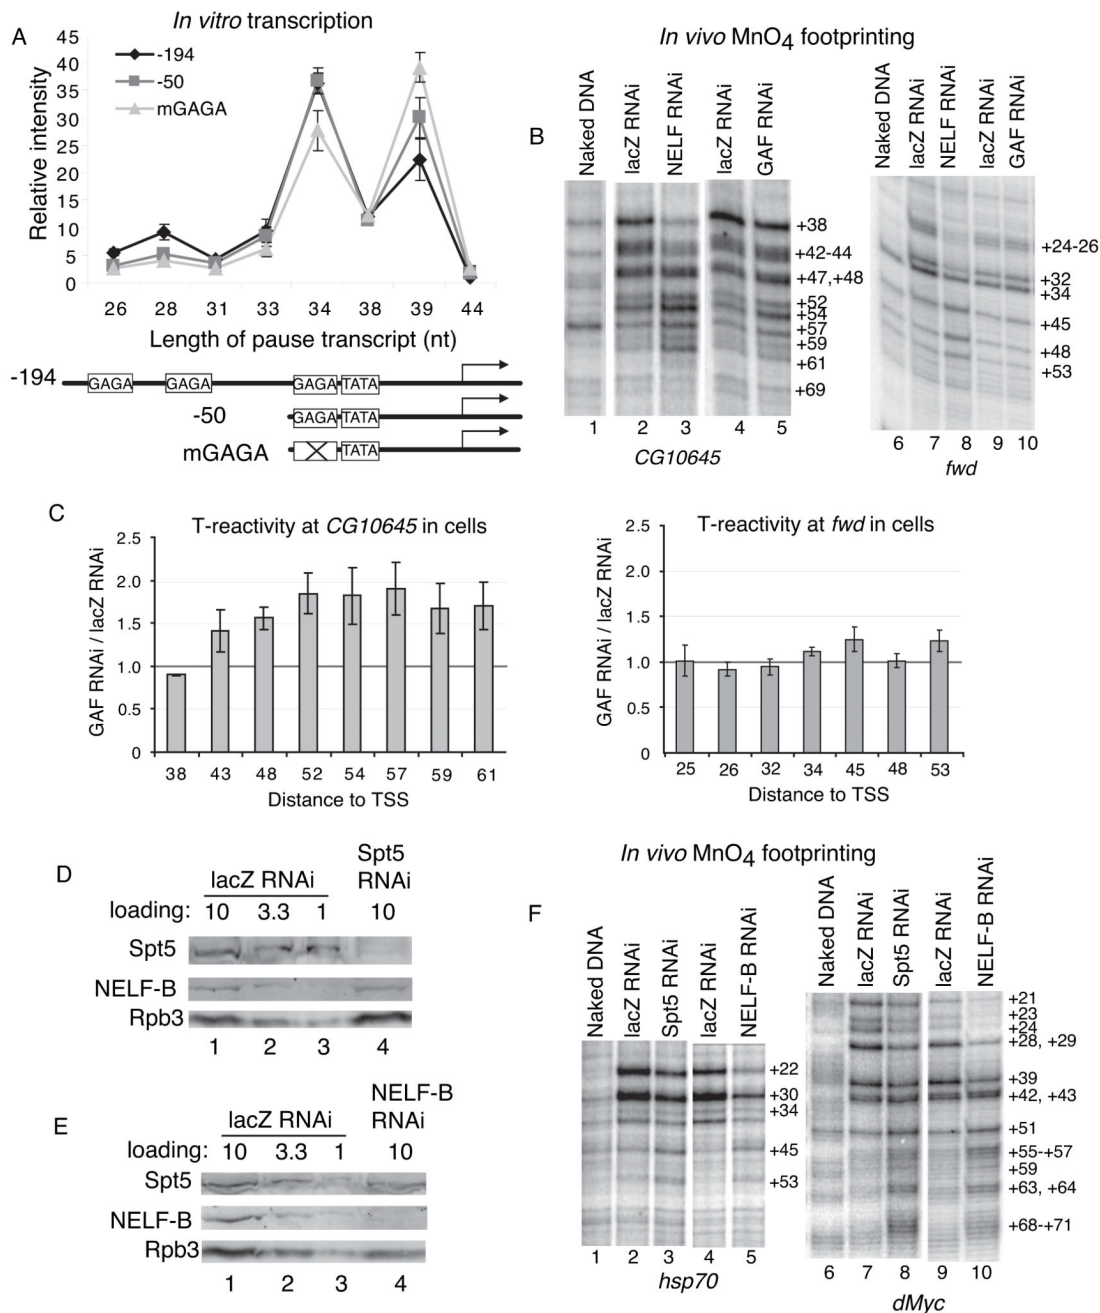 A
In vitro transcription
-194
-50
mGAGA
Relative intensity
45
40
35
30
25
20
15
10
5
0
26 28 31 33 34 38 39 44
Length of pause transcript (nt)
-194 GAGA GAGA GAGA TATA
-50 GAGA TATA
mGAGA TATA
In vivo MnO4 footprinting
B
Naked DNA
lacZ RNAi
NELF RNAi
lacZ RNAi
GAF RNAi
+38
+42-44
+47,+48
+52
+54
+57
+59
+61
+69
1 2 3 4 5
CG10645
Naked DNA
lacZ RNAi
NELF RNAi
lacZ RNAi
GAF RNAi
+24-26
+32
+34
+45
+48
+53
6 7 8 9 10
fwd
C
T-reactivity at CG10645 in cells
GAF RNAi / lacZ RNAi
2.5
2.0
1.5
1.0
0.5
0
38 43 48 52 54 57 59 61
Distance to TSS
T-reactivity at fwd in cells
GAF RNAi / lacZ RNAi
2.5
2.0
1.5
1.0
0.5
0
25 26 32 34 45 48 53
Distance to TSS
D
lacZ RNAi
Spt5
RNAi
loading: 10 3.3 1 10
Spt5
NELF-B
Rpb3
1 2 3 4
E
lacZ RNAi
NELF-B
RNAi
loading: 10 3.3 1 10
Spt5
NELF-B
Rpb3
1 2 3 4
In vivo MnO4 footprinting
F
Naked DNA
lacZ RNAi
Spt5 RNAi
lacZ RNAi
NELF-B RNAi
+22
+30
+34
+45
+53
1 2 3 4 5
hsp70
Naked DNA
lacZ RNAi
Spt5 RNAi
lacZ RNAi
NELF-B RNAi
+21
+23
+24
+28, +29
+39
+42, +43
+51
+55-+57
+59
+63, +64
+68-+71
6 7 8 9 10
dMyc